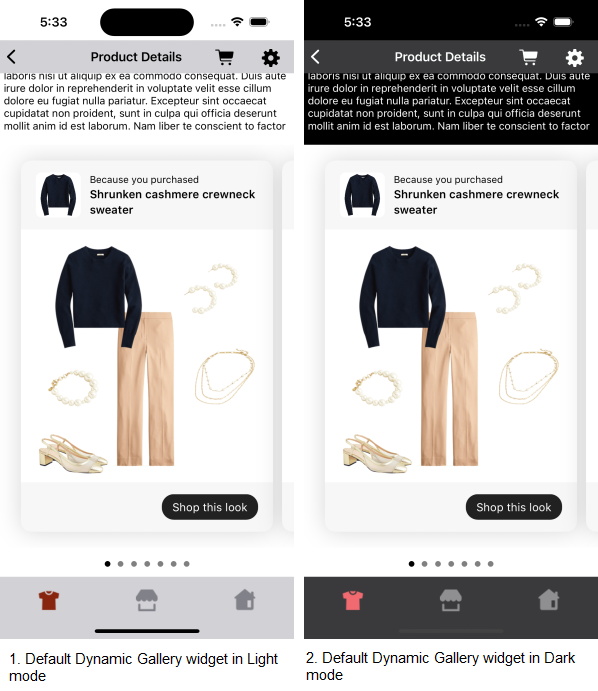 5:33
Product Details
laboris nisi ut aliquip ex ea commodo consequat. Duis aute
irure dolor in reprehenderit in voluptate velit esse cillum
dolore eu fugiat nulla pariatur. Excepteur sint occaecat
cupidatat non proident, sunt in culpa qui officia deserunt
mollit anim id est laborum. Nam liber te conscient to factor
Because you purchased
Shrunken cashmere crewneck
sweater
Shop this look
1. Default Dynamic Gallery widget in Light
mode
5:33
Product Details
laboris nisi ut aliquip ex ea commodo consequat. Duis aute
irure dolor in reprehenderit in voluptate velit esse cillum
dolore eu fugiat nulla pariatur. Excepteur sint occaecat
cupidatat non proident, sunt in culpa qui officia deserunt
mollit anim id est laborum. Nam liber te conscient to factor
Because you purchased
Shrunken cashmere crewneck
sweater
Shop this look
2. Default Dynamic Gallery widget in Dark
mode